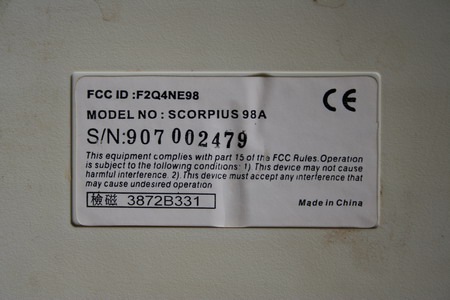 FCC ID :F2Q4NE98
CE
MODEL NO : SCORPIUS 98A
S/N:907 002479
This equipment complies with part 15 of the FCC Rules. Operation
is subject to the following conditions: 1) This device may not cause
harmful interference. 2) This device must accept any interference that
may cause undesired operation
檢磁 3872B331
Made in China